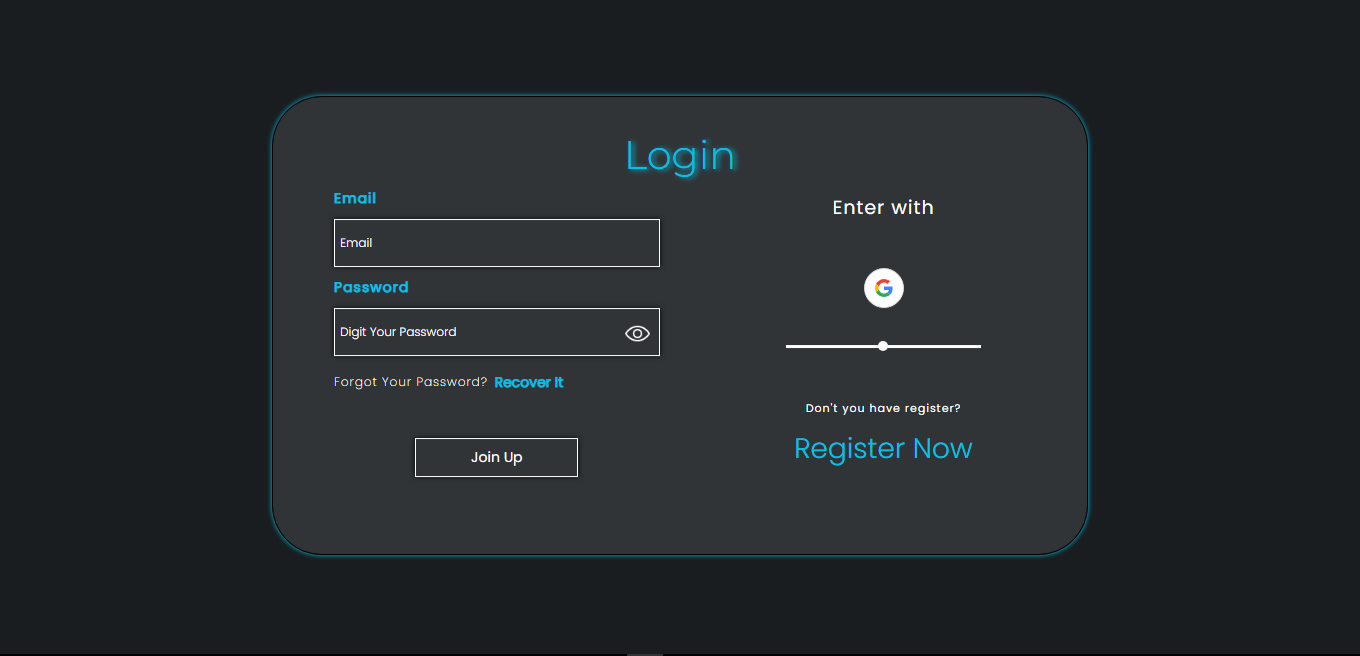 Login
Email
Email
Password
Digit Your Password
Forgot Your Password? Recover It
Join Up
Enter with
Don't you have register?
Register Now